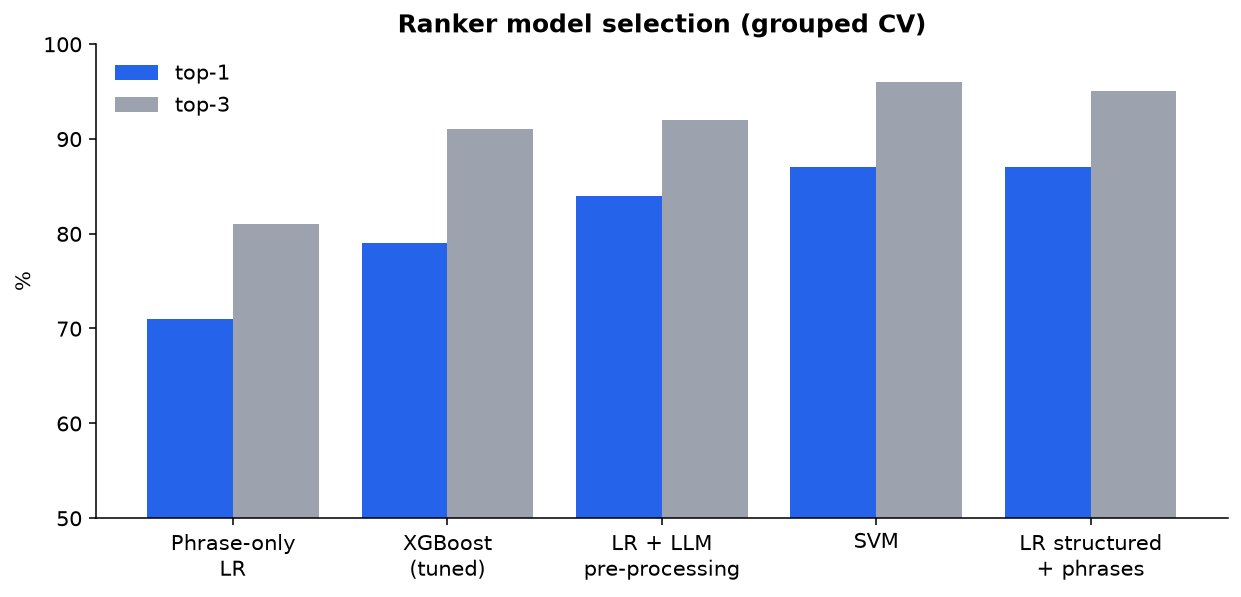 Ranker model selection (grouped CV)
100
90
80
70
60
50
%
top-1
top-3
Phrase-only
LR
XGBoost
(tuned)
LR + LLM
pre-processing
SVM
LR structured
+ phrases